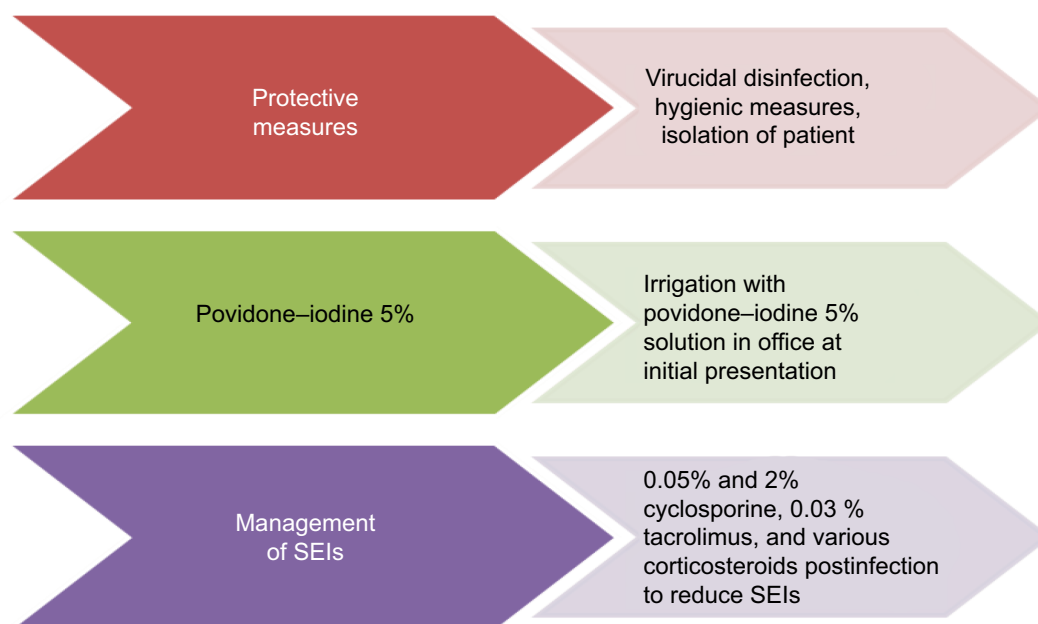 Protective
measures
Virucidal disinfection,
hygienic measures,
isolation of patient
Povidone–iodine 5%
Irrigation with
povidone–iodine 5%
solution in office at
initial presentation
Management
of SEIs
0.05% and 2%
cyclosporine, 0.03 %
tacrolimus, and various
corticosteroids postinfection
to reduce SEIs